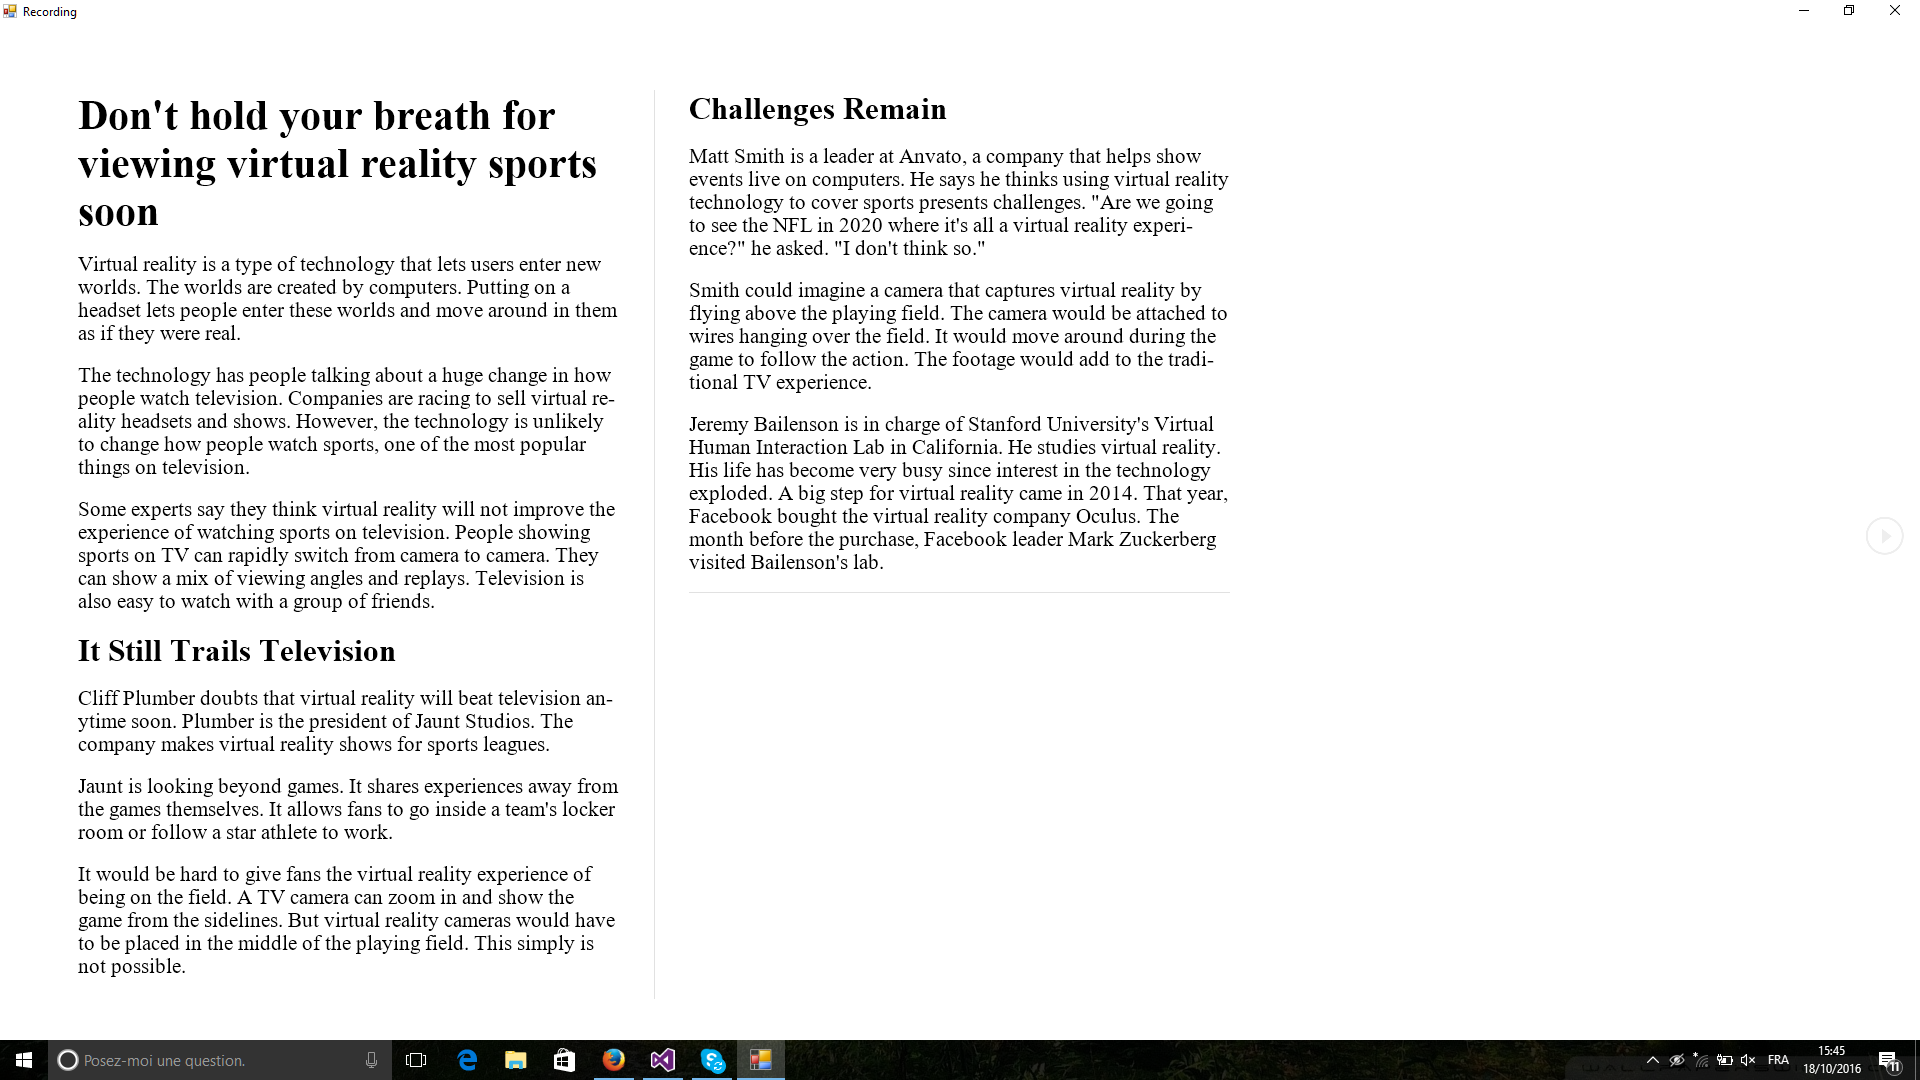 Recording
Don't hold your breath for
viewing virtual reality sports
soon
Virtual reality is a type of technology that lets users enter new
worlds. The worlds are created by computers. Putting on a
headset lets people enter these worlds and move around in them
as if they were real.
The technology has people talking about a huge change in how
people watch television. Companies are racing to sell virtual re-
ality headsets and shows. However, the technology is unlikely
to change how people watch sports, one of the most popular
things on television.
Some experts say they think virtual reality will not improve the
experience of watching sports on television. People showing
sports on TV can rapidly switch from camera to camera. They
can show a mix of viewing angles and replays. Television is
also easy to watch with a group of friends.
It Still Trails Television
Cliff Plumber doubts that virtual reality will beat television an-
ytime soon. Plumber is the president of Jaunt Studios. The
company makes virtual reality shows for sports leagues.
Jaunt is looking beyond games. It shares experiences away from
the games themselves. It allows fans to go inside a team's locker
room or follow a star athlete to work.
It would be hard to give fans the virtual reality experience of
being on the field. A TV camera can zoom in and show the
game from the sidelines. But virtual reality cameras would have
to be placed in the middle of the playing field. This simply is
not possible.
Challenges Remain
Matt Smith is a leader at Anvato, a company that helps show
events live on computers. He says he thinks using virtual reality
technology to cover sports presents challenges. "Are we going
to see the NFL in 2020 where it's all a virtual reality experi-
ence?" he asked. "I don't think so."
Smith could imagine a camera that captures virtual reality by
flying above the playing field. The camera would be attached to
wires hanging over the field. It would move around during the
game to follow the action. The footage would add to the tradi-
tional TV experience.
Jeremy Bailenson is in charge of Stanford University's Virtual
Human Interaction Lab in California. He studies virtual reality.
His life has become very busy since interest in the technology
exploded. A big step for virtual reality came in 2014. That year,
Facebook bought the virtual reality company Oculus. The
month before the purchase, Facebook leader Mark Zuckerberg
visited Bailenson's lab.
Posez-moi une question.
FRA
15:45
18/10/2016
11